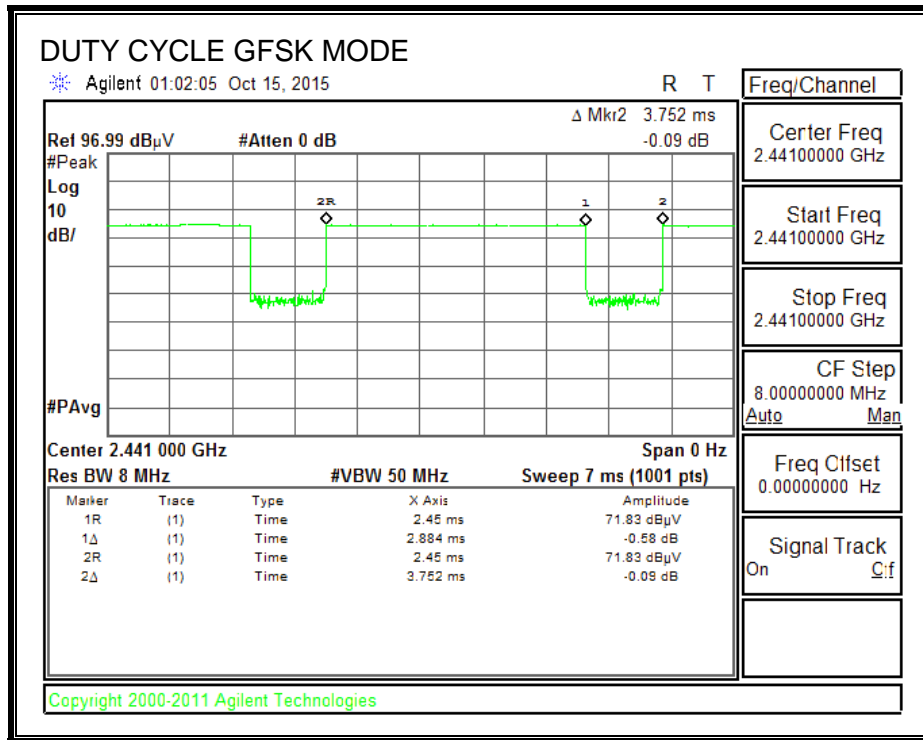 DUTY CYCLE GFSK MODE
Agilent 01:02:05 Oct 15, 2015 R T
Δ Mkr2 3.752 ms
Ref 96.99 dBµV #Atten 0 dB -0.09 dB
#Peak
Log
10
dB/
2R 1 2
#PAvg
Center 2.441 000 GHz Span 0 Hz
Res BW 8 MHz #VBW 50 MHz Sweep 7 ms (1001 pts)
Marker Trace Type X Axis Amplitude
1R (1) Time 2.45 ms 71.83 dBµV
1Δ (1) Time 2.884 ms -0.58 dB
2R (1) Time 2.45 ms 71.83 dBµV
2Δ (1) Time 3.752 ms -0.09 dB
Freq/Channel
Center Freq
2.44100000 GHz
Start Freq
2.44100000 GHz
Stop Freq
2.44100000 GHz
CF Step
8.00000000 MHz
Auto Man
Freq Offset
0.00000000 Hz
Signal Track
On Off
Copyright 2000-2011 Agilent Technologies